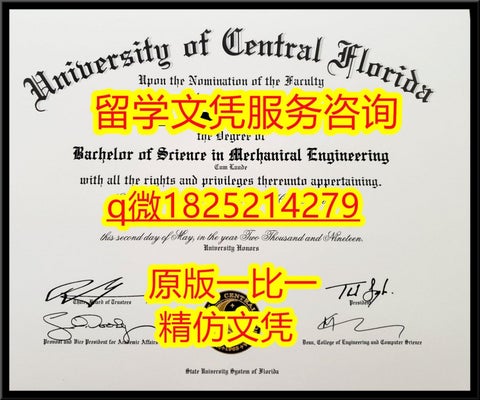 University of Central Florida
Upon the Nomination of the Faculty
留学文凭服务咨询
the Degree of
Bachelor of Science in Mechanical Engineering
Cum Laude
with all the rights and privileges thereunto appertaining.
q微1825214279
this second day of May, in the year Two Thousand and Nineteen.
University Honors
原版一比一
精仿文凭
Board of Trustees
President
Provost and Vice President for Academic Affairs
Dean, College of Engineering and Computer Science
State University System of Florida